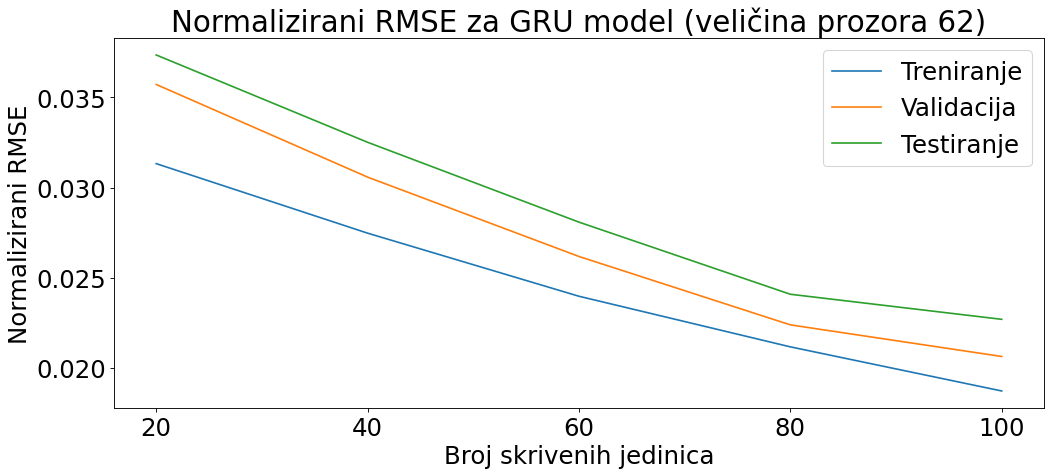 Normalizirani RMSE za GRU model (veličina prozora 62)
Normalizirani RMSE
0.035
0.030
0.025
0.020
Treniranje
Validacija
Testiranje
20 40 60 80 100
Broj skrivenih jedinica